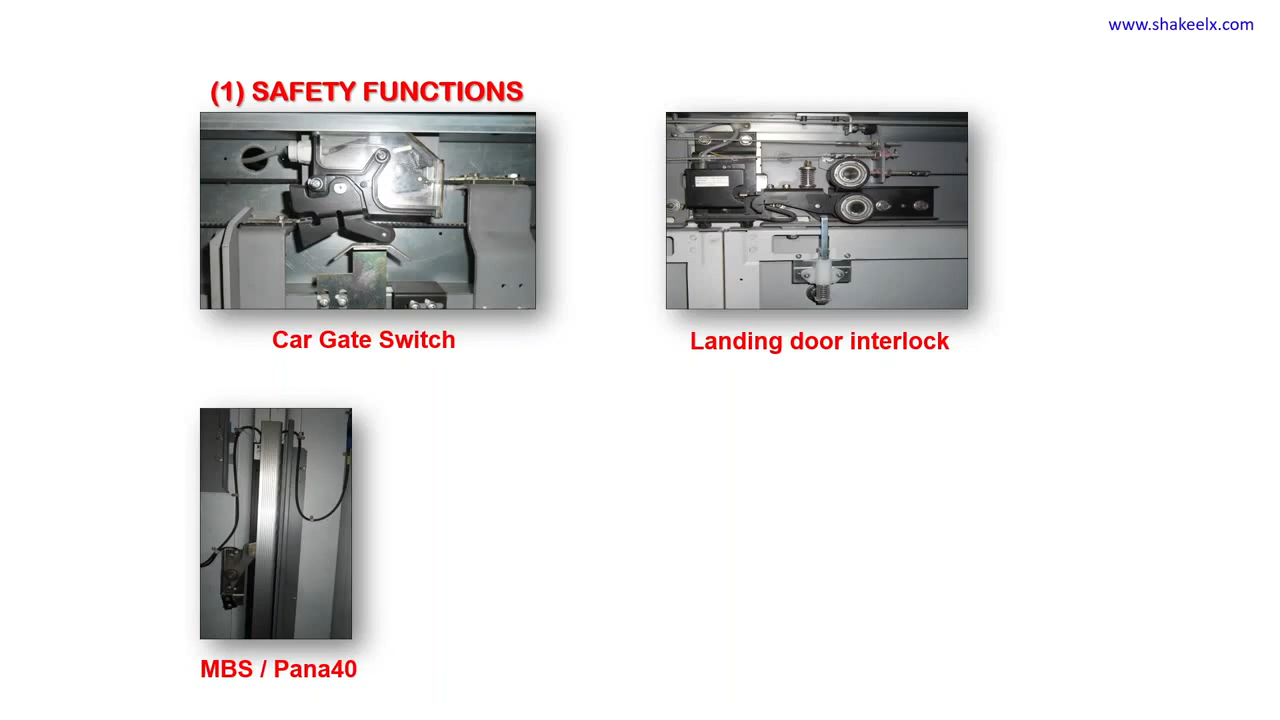 www.shakeelx.com
(1) SAFETY FUNCTIONS
Car Gate Switch
Landing door interlock
MBS / Pana40